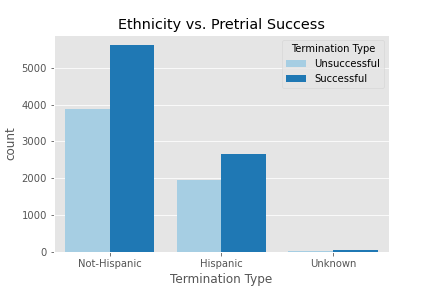 Ethnicity vs. Pretrial Success
Termination Type
Unsuccessful
Successful
count
5000
4000
3000
2000
1000
0
Not-Hispanic
Hispanic
Unknown
Termination Type